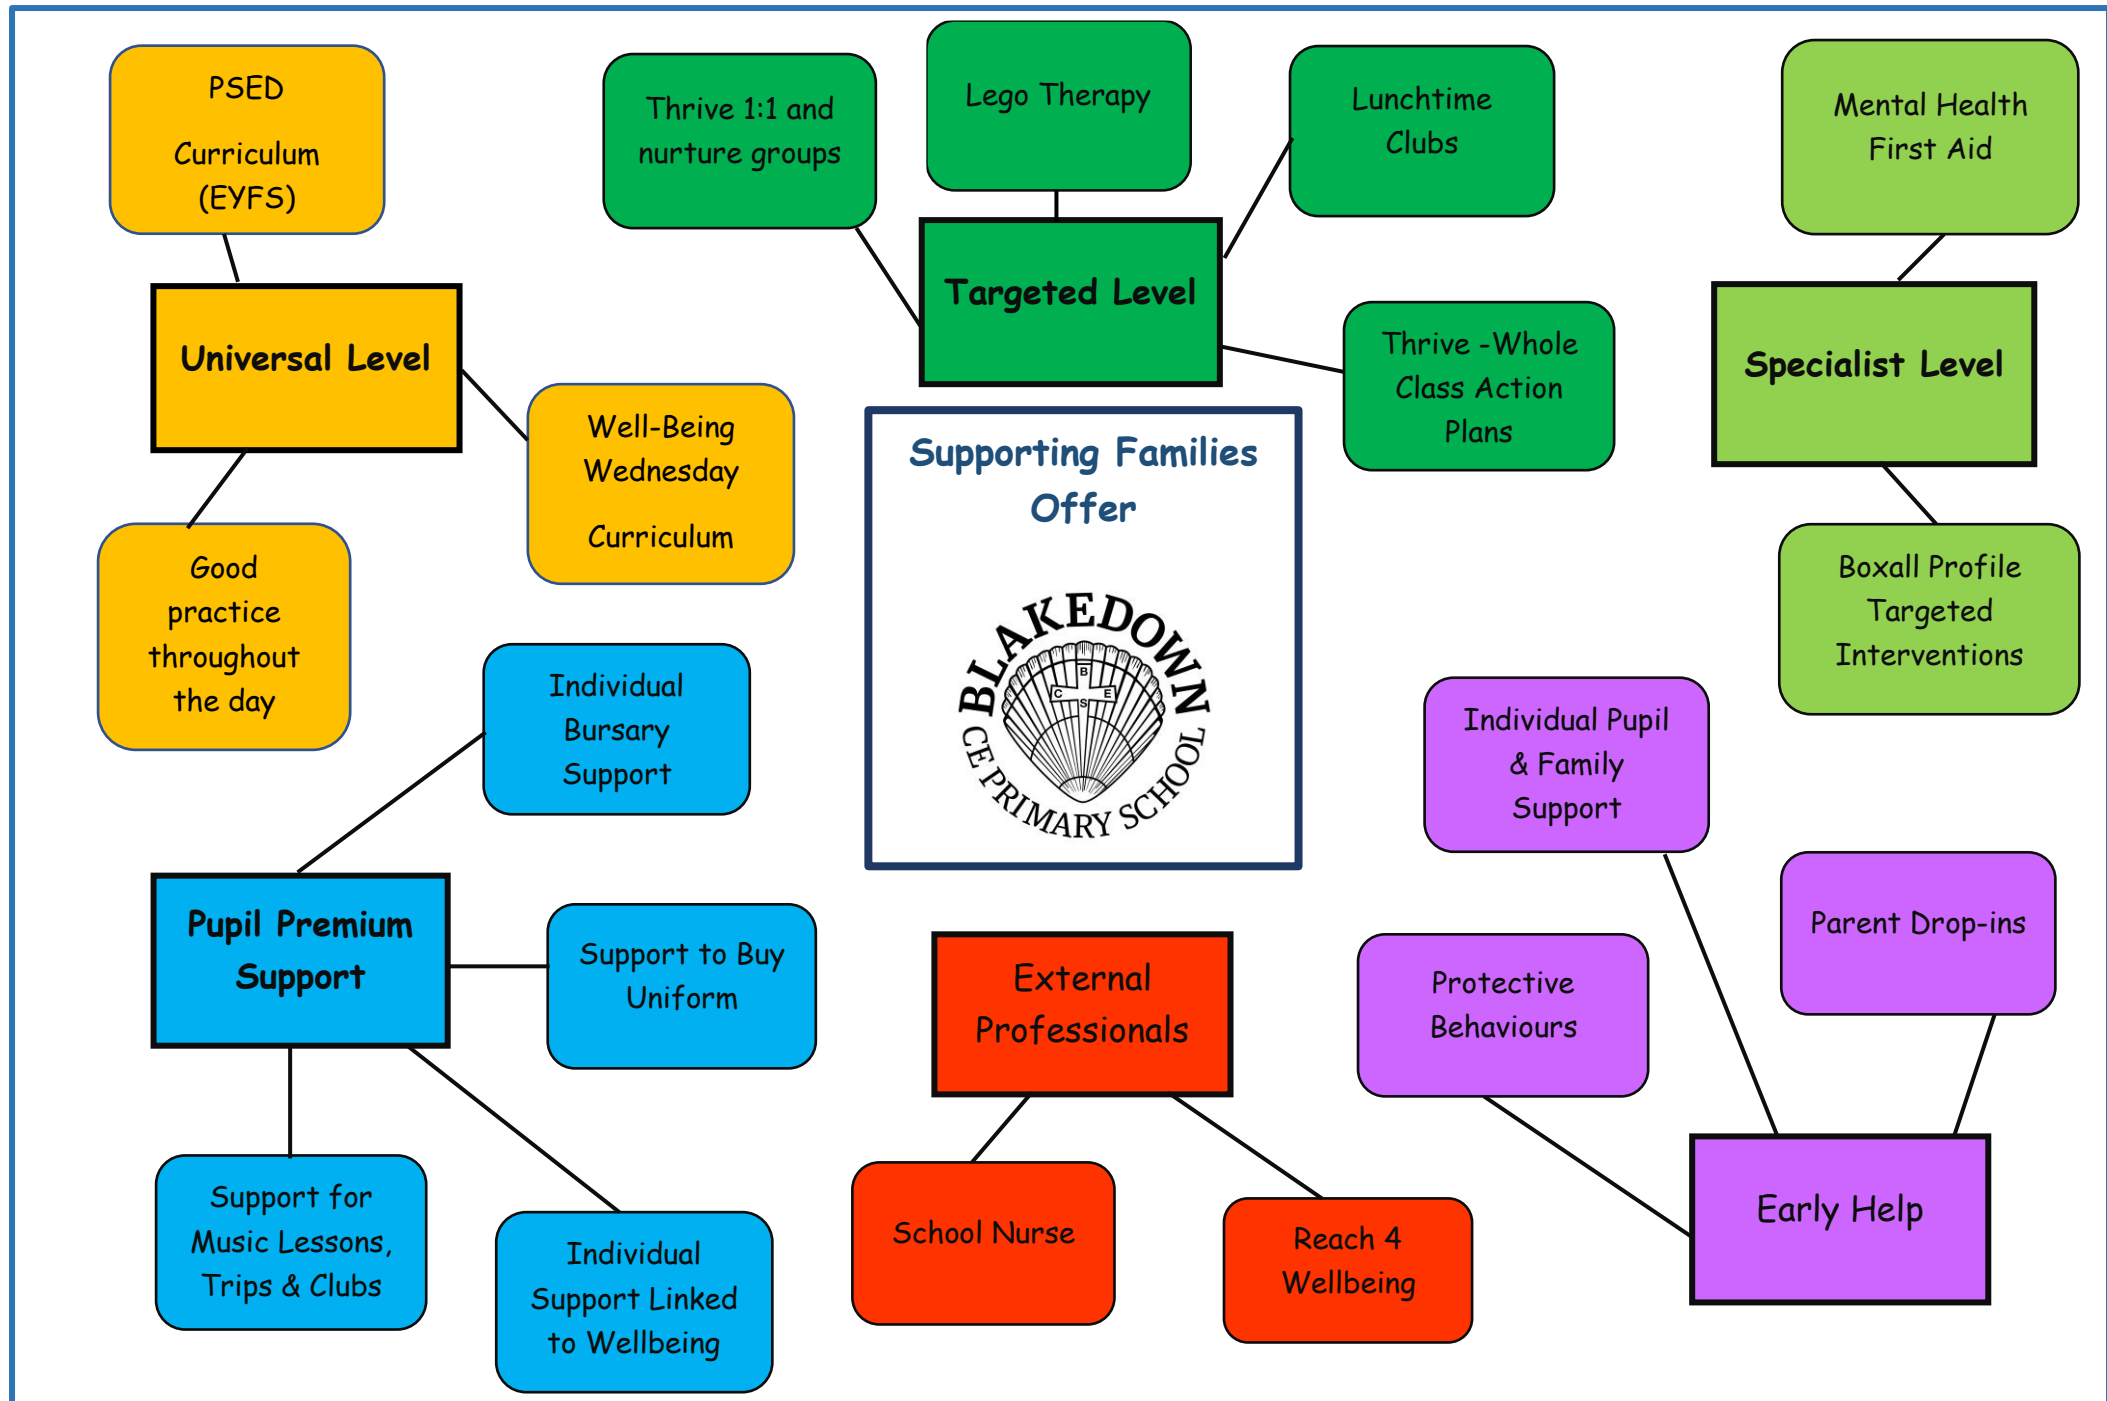 PSED
Curriculum
(EYFS)
Universal Level
Well-Being
Wednesday
Curriculum
Good
practice
throughout
the day
Thrive 1:1 and
nurture groups
Lego Therapy
Lunchtime
Clubs
Targeted Level
Thrive -Whole
Class Action
Plans
Mental Health
First Aid
Specialist Level
Boxall Profile
Targeted
Interventions
Supporting Families
Offer
BLAKEDOWN
B
C E
S
CE PRIMARY SCHOOL
Individual
Bursary
Support
Pupil Premium
Support
Support to Buy
Uniform
Support for
Music Lessons,
Trips & Clubs
Individual
Support Linked
to Wellbeing
External
Professionals
School Nurse
Reach 4
Wellbeing
Individual Pupil
& Family
Support
Parent Drop-ins
Protective
Behaviours
Early Help